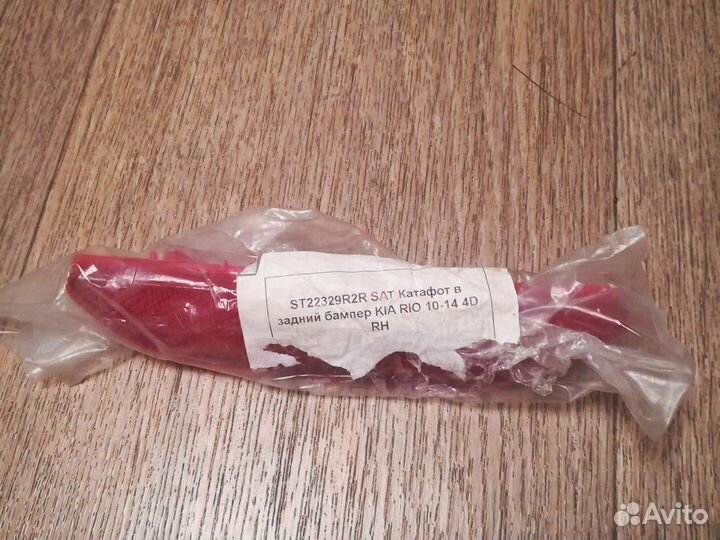 ST22329R2R SAT Катафот в
задний бампер KIA RIO 10-14 4D
RH
Avito